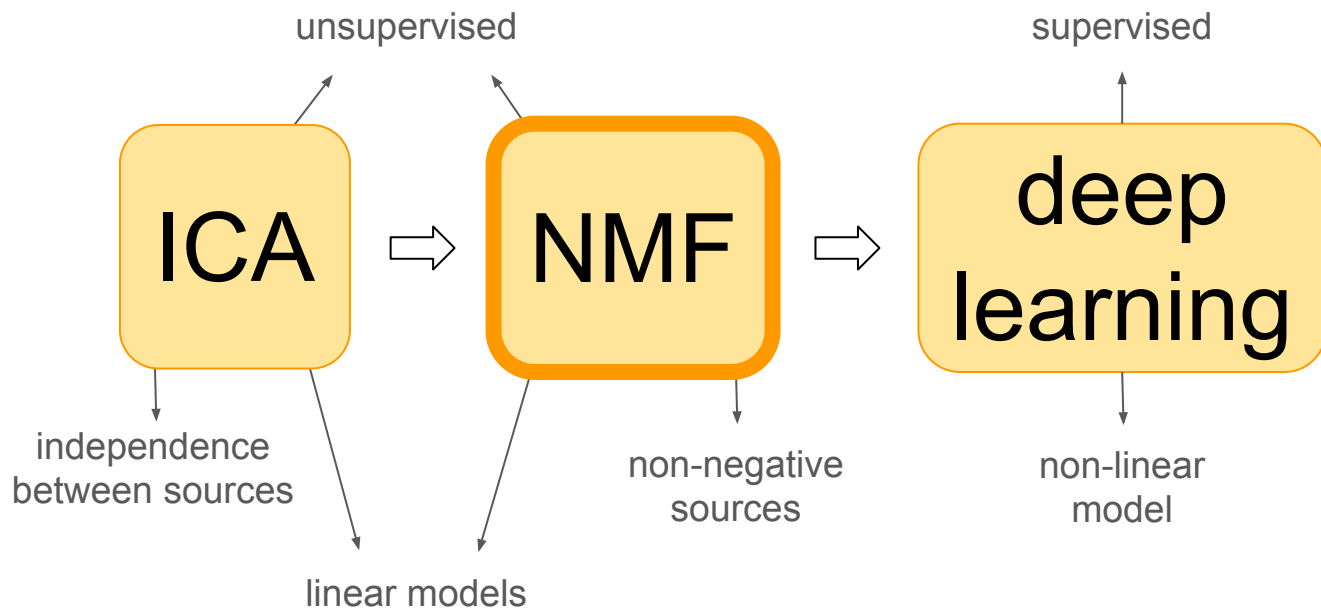 unsupervised
supervised
ICA
NMF
deep
learning
independence
between sources
non-negative
sources
non-linear
model
linear models